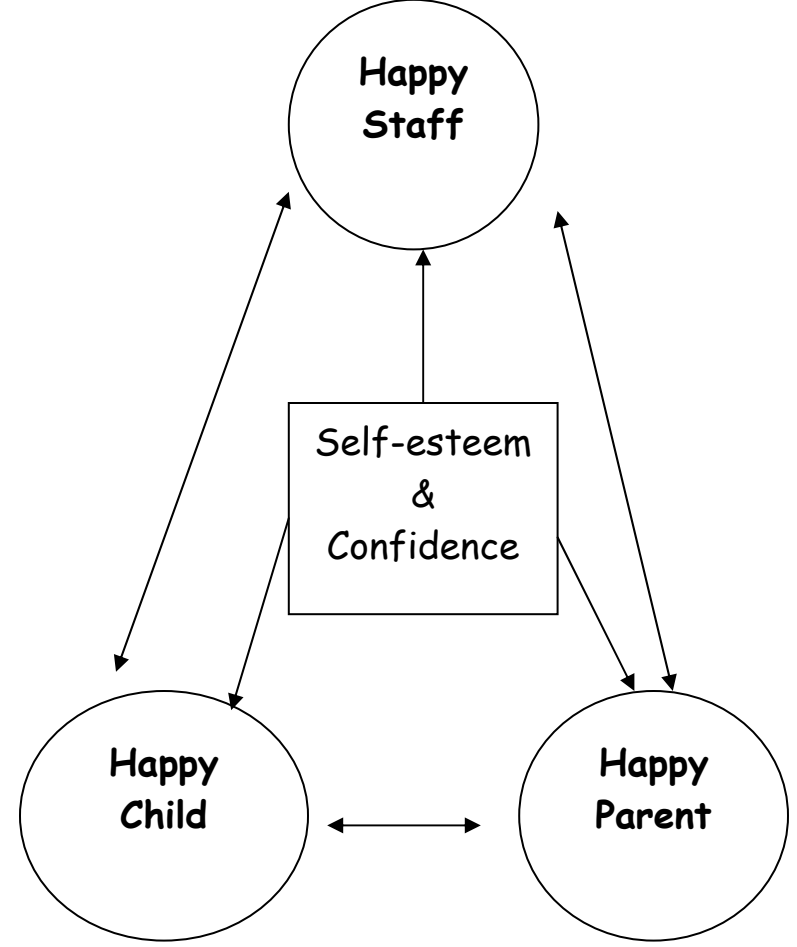 Happy
Staff
Self-esteem
&
Confidence
Happy
Child
Happy
Parent